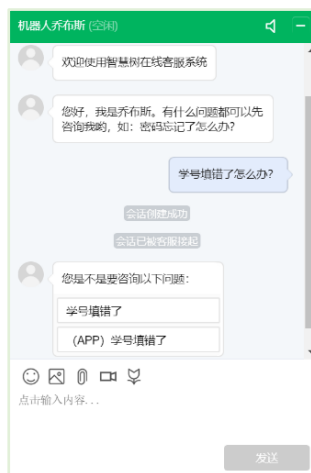 机器人乔布斯 (空闲)
欢迎使用智慧树在线客服系统
您好，我是乔布斯。有什么问题都可以先
咨询我哟，如：密码忘记了怎么办？
学号填错了怎么办？
会话创建成功
会话已被客服接起
您是不是要咨询以下问题：
学号填错了
（APP）学号填错了
点击输入内容...
发送